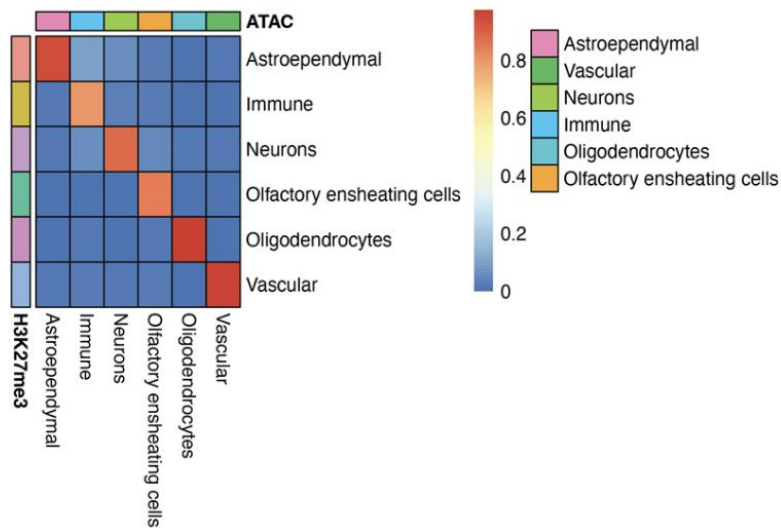 ATAC
Astroependymal
Immune
Neurons
Olfactory ensheating cells
Oligodendrocytes
Vascular
H3K27me3
Astroependymal
Immune
Neurons
Olfactory ensheating cells
Oligodendrocytes
Vascular
0.8
0.6
0.4
0.2
0
Astroependymal
Vascular
Neurons
Immune
Oligodendrocytes
Olfactory ensheating cells